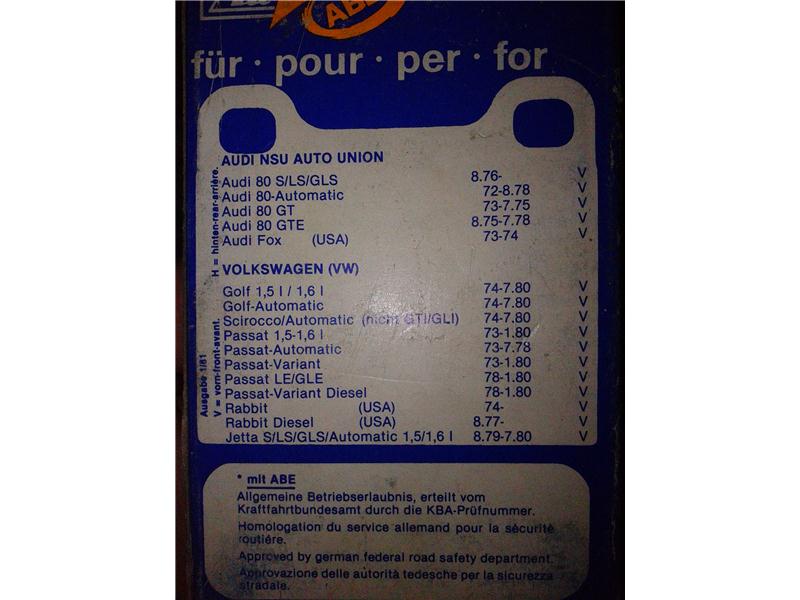 ABE
für · pour · per · for
AUDI NSU AUTO UNION
Audi 80 S/LS/GLS 8.76- V
Audi 80-Automatic 72-8.78 V
Audi 80 GT 73-7.75 V
Audi 80 GTE 8.75-7.78 V
Audi Fox (USA) 73-74 V
VOLKSWAGEN (VW)
Golf 1,5 l / 1,6 l 74-7.80 V
Golf-Automatic 74-7.80 V
Scirocco/Automatic (nicht GTI/GLI) 74-7.80 V
Passat 1,5-1,6 l 73-1.80 V
Passat-Automatic 73-7.78 V
Passat-Variant 73-1.80 V
Passat LE/GLE 78-1.80 V
Passat-Variant Diesel 78-1.80 V
Rabbit (USA) 74- V
Rabbit Diesel (USA) 8.77- V
Jetta S/LS/GLS/Automatic 1,5/1,6 l 8.79-7.80 V
H = hinten-rear-arrière.
V = vorn-front-avant.
Ausgabe 1/81
* mit ABE
Allgemeine Betriebserlaubnis, erteilt vom
Kraftfahrtbundesamt durch die KBA-Prüfnummer.
Homologation du service allemand pour la sécurité
routière.
Approved by german federal road safety department.
Approvazione delle autorità tedesche per la sicurezza
stradale.